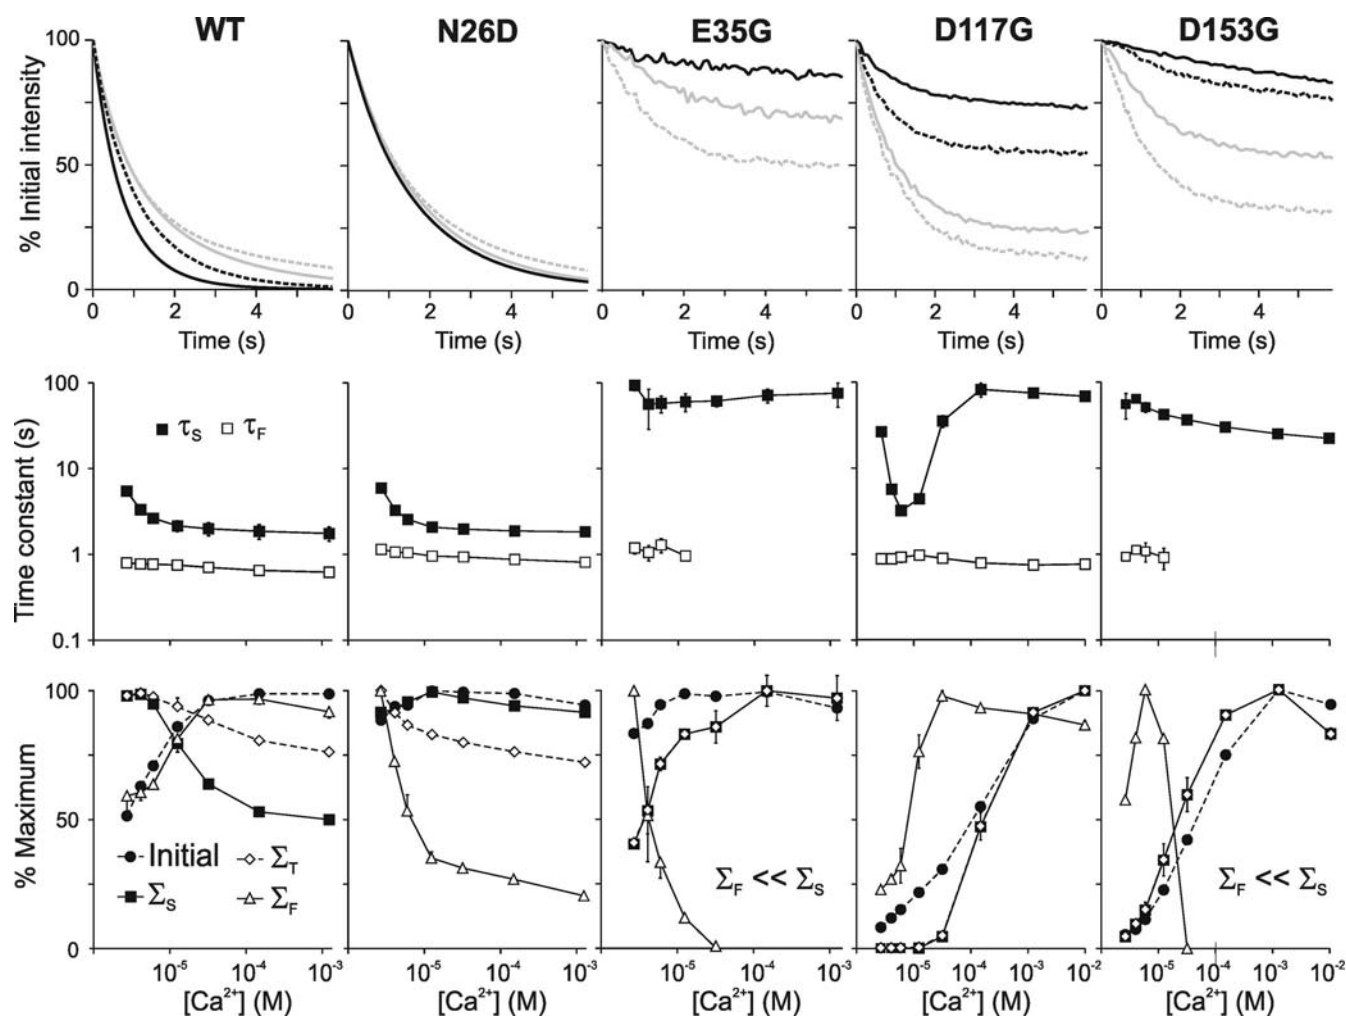 WT N26D E35G D117G D153G
% Initial intensity
100
50
0
0 2 4 0 2 4 0 2 4 0 2 4 0 2 4
Time (s) Time (s) Time (s) Time (s) Time (s)
Time constant (s)
100
10
1
0.1
τS τF
% Maximum
100
50
0
Initial ΣT
ΣS ΣF
ΣF << ΣS ΣF << ΣS
10-5 10-4 10-3 10-5 10-4 10-3 10-5 10-4 10-3 10-5 10-4 10-3 10-2 10-5 10-4 10-3 10-2
[Ca2+] (M) [Ca2+] (M) [Ca2+] (M) [Ca2+] (M) [Ca2+] (M)